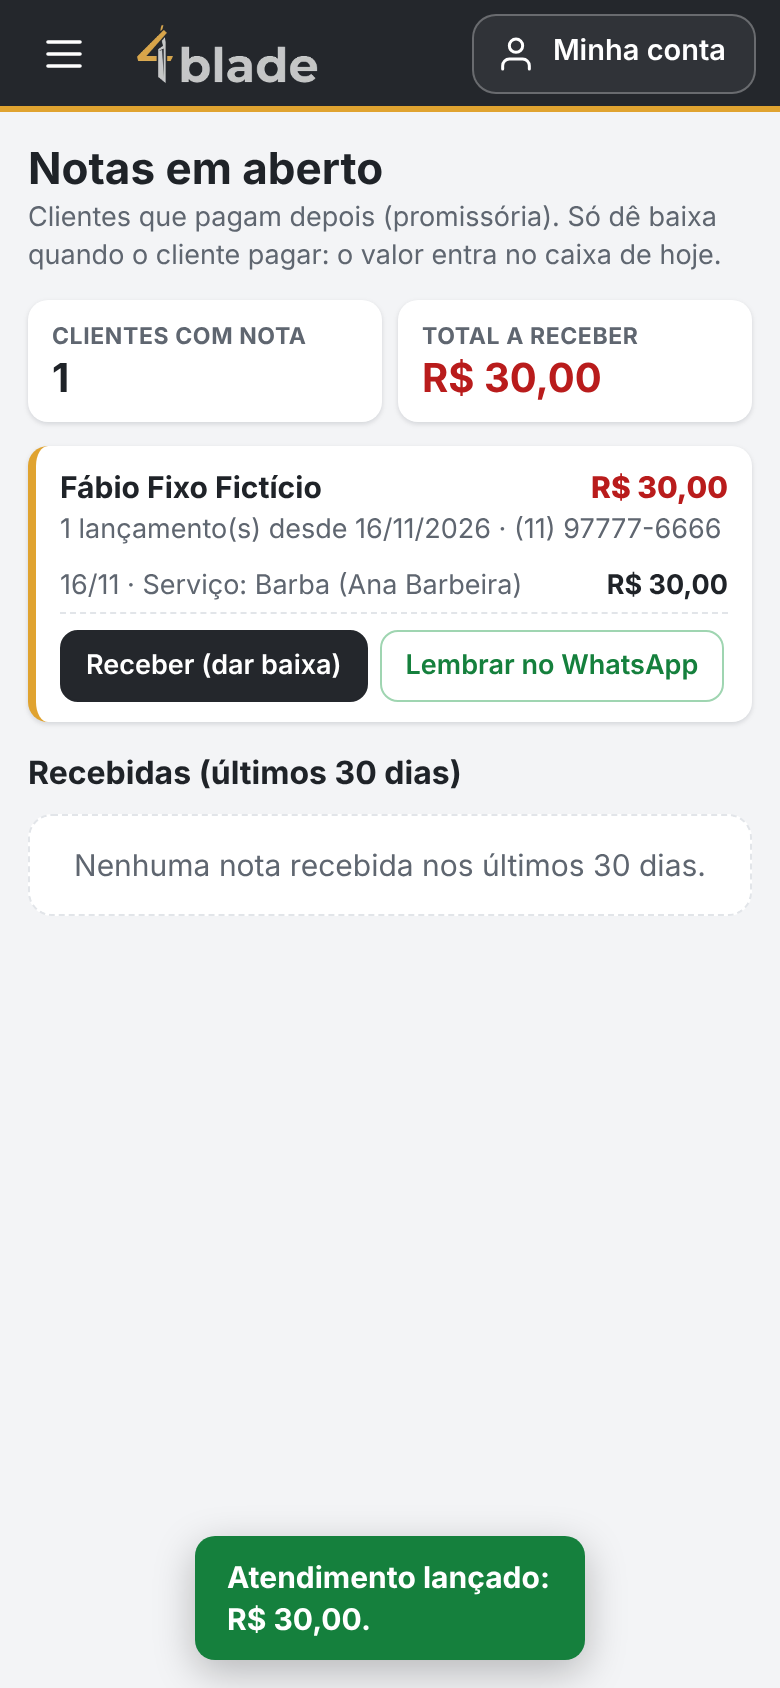 4blade
Minha conta
Notas em aberto
Clientes que pagam depois (promissória). Só dê baixa
quando o cliente pagar: o valor entra no caixa de hoje.
CLIENTES COM NOTA
1
TOTAL A RECEBER
R$ 30,00
Fábio Fixo Fictício
R$ 30,00
1 lançamento(s) desde 16/11/2026 · (11) 97777-6666
16/11 · Serviço: Barba (Ana Barbeira)
R$ 30,00
Receber (dar baixa)
Lembrar no WhatsApp
Recebidas (últimos 30 dias)
Nenhuma nota recebida nos últimos 30 dias.
Atendimento lançado:
R$ 30,00.